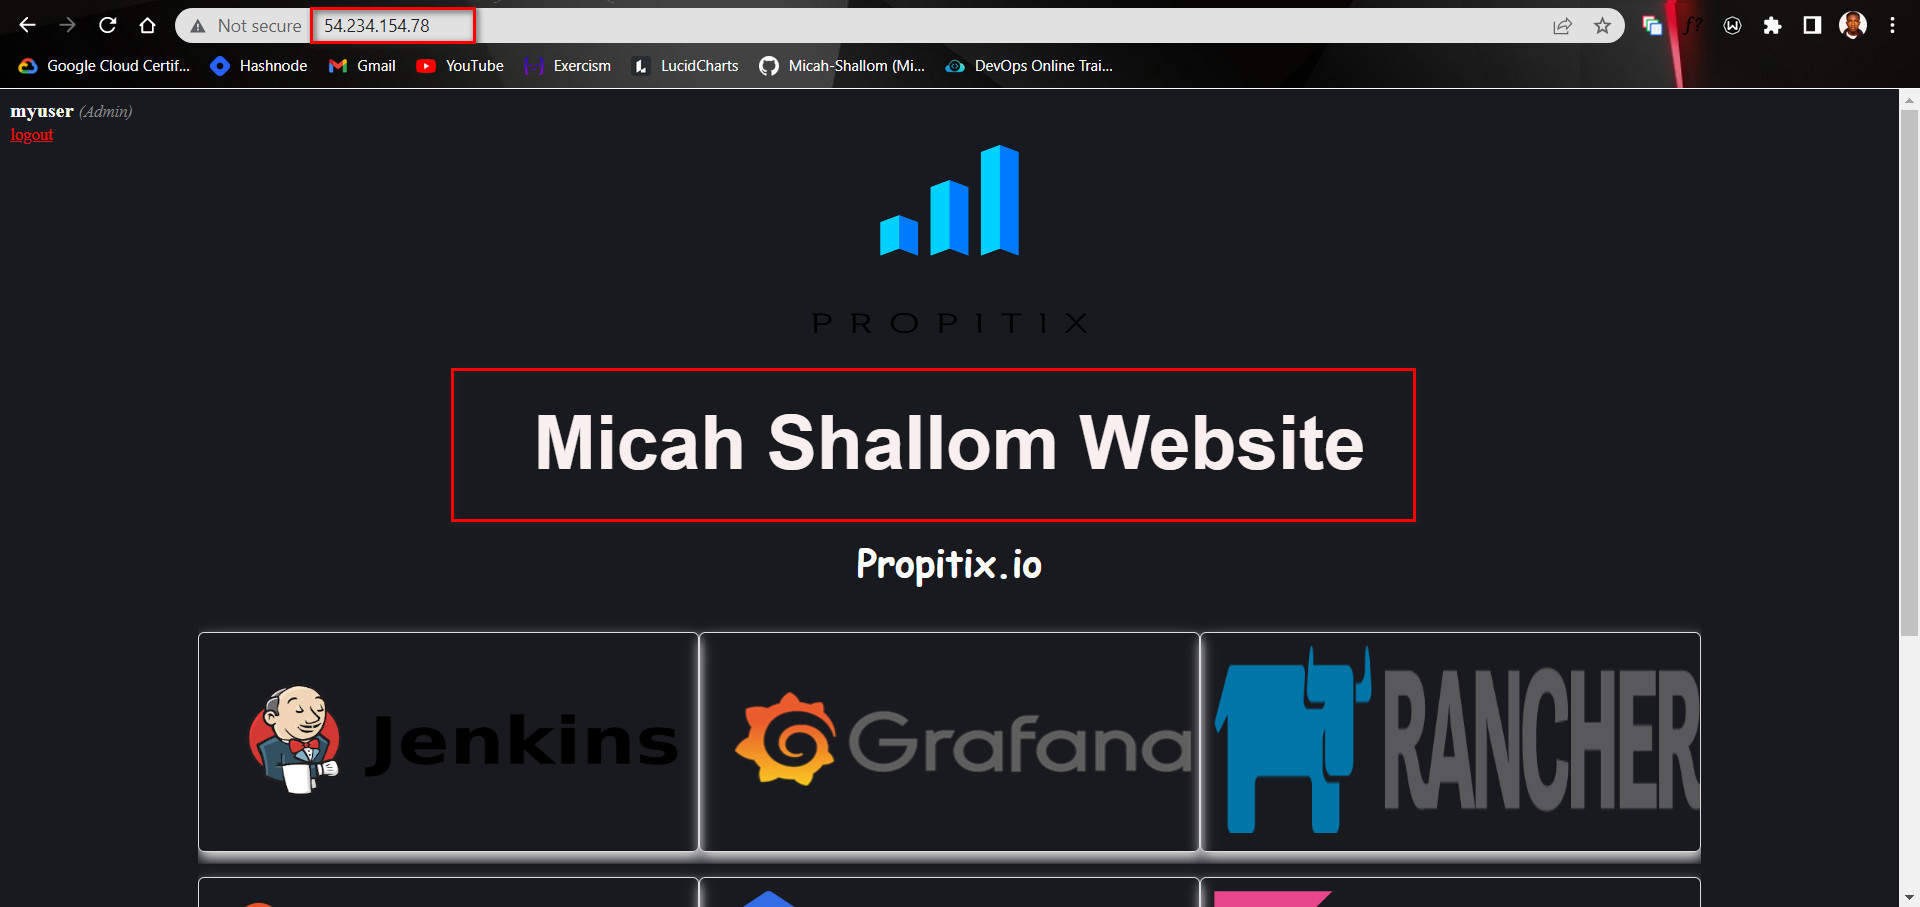 Not secure 54.234.154.78
Google Cloud Certif... Hashnode Gmail YouTube Exercism LucidCharts Micah-Shallom (Mi... DevOps Online Trai...
myuser (Admin)
logout
PROPITIX
Micah Shallom Website
Propitix.io
Jenkins Grafana RANCHER